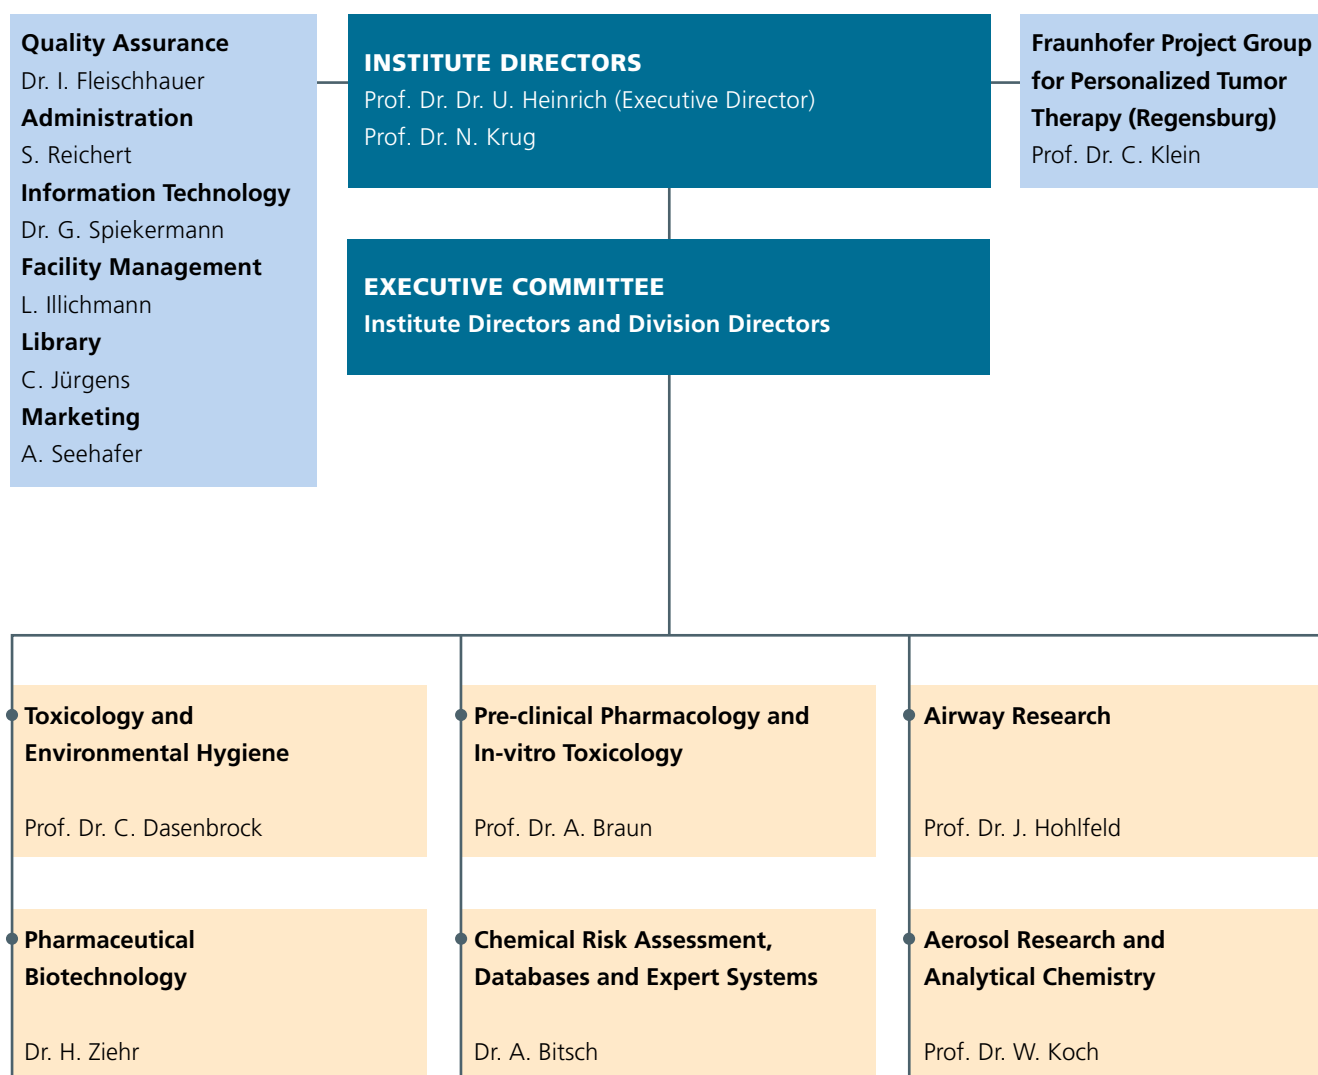 Quality Assurance
Dr. I. Fleischhauer
Administration
S. Reichert
Information Technology
Dr. G. Spiekermann
Facility Management
L. Illichmann
Library
C. Jürgens
Marketing
A. Seehafer
INSTITUTE DIRECTORS
Prof. Dr. Dr. U. Heinrich (Executive Director)
Prof. Dr. N. Krug
Fraunhofer Project Group
for Personalized Tumor
Therapy (Regensburg)
Prof. Dr. C. Klein
EXECUTIVE COMMITTEE
Institute Directors and Division Directors
Toxicology and
Environmental Hygiene
Prof. Dr. C. Dasenbrock
Pre-clinical Pharmacology and
In-vitro Toxicology
Prof. Dr. A. Braun
Airway Research
Prof. Dr. J. Hohlfeld
Pharmaceutical
Biotechnology
Dr. H. Ziehr
Chemical Risk Assessment,
Databases and Expert Systems
Dr. A. Bitsch
Aerosol Research and
Analytical Chemistry
Prof. Dr. W. Koch